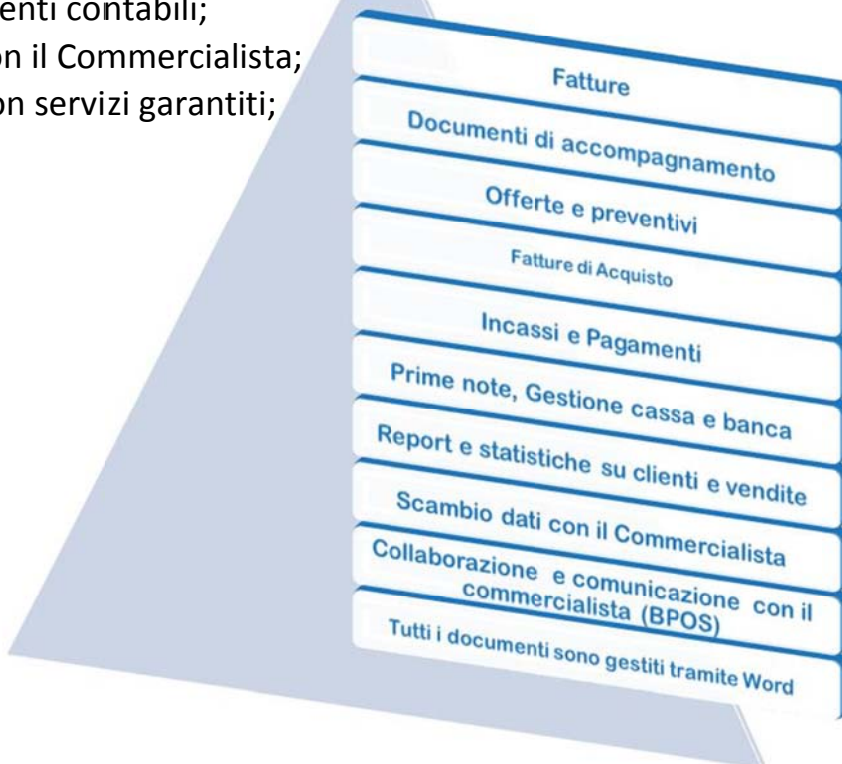 enti contabili;
on il Commercialista;
on servizi garantiti;
Fatture
Documenti di accompagnamento
Offerte e preventivi
Fatture di Acquisto
Incassi e Pagamenti
Prime note, Gestione cassa e banca
Report e statistiche su clienti e vendite
Scambio dati con il Commercialista
Collaborazione e comunicazione con il
commercialista (BPOS)
Tutti i documenti sono gestiti tramite Word